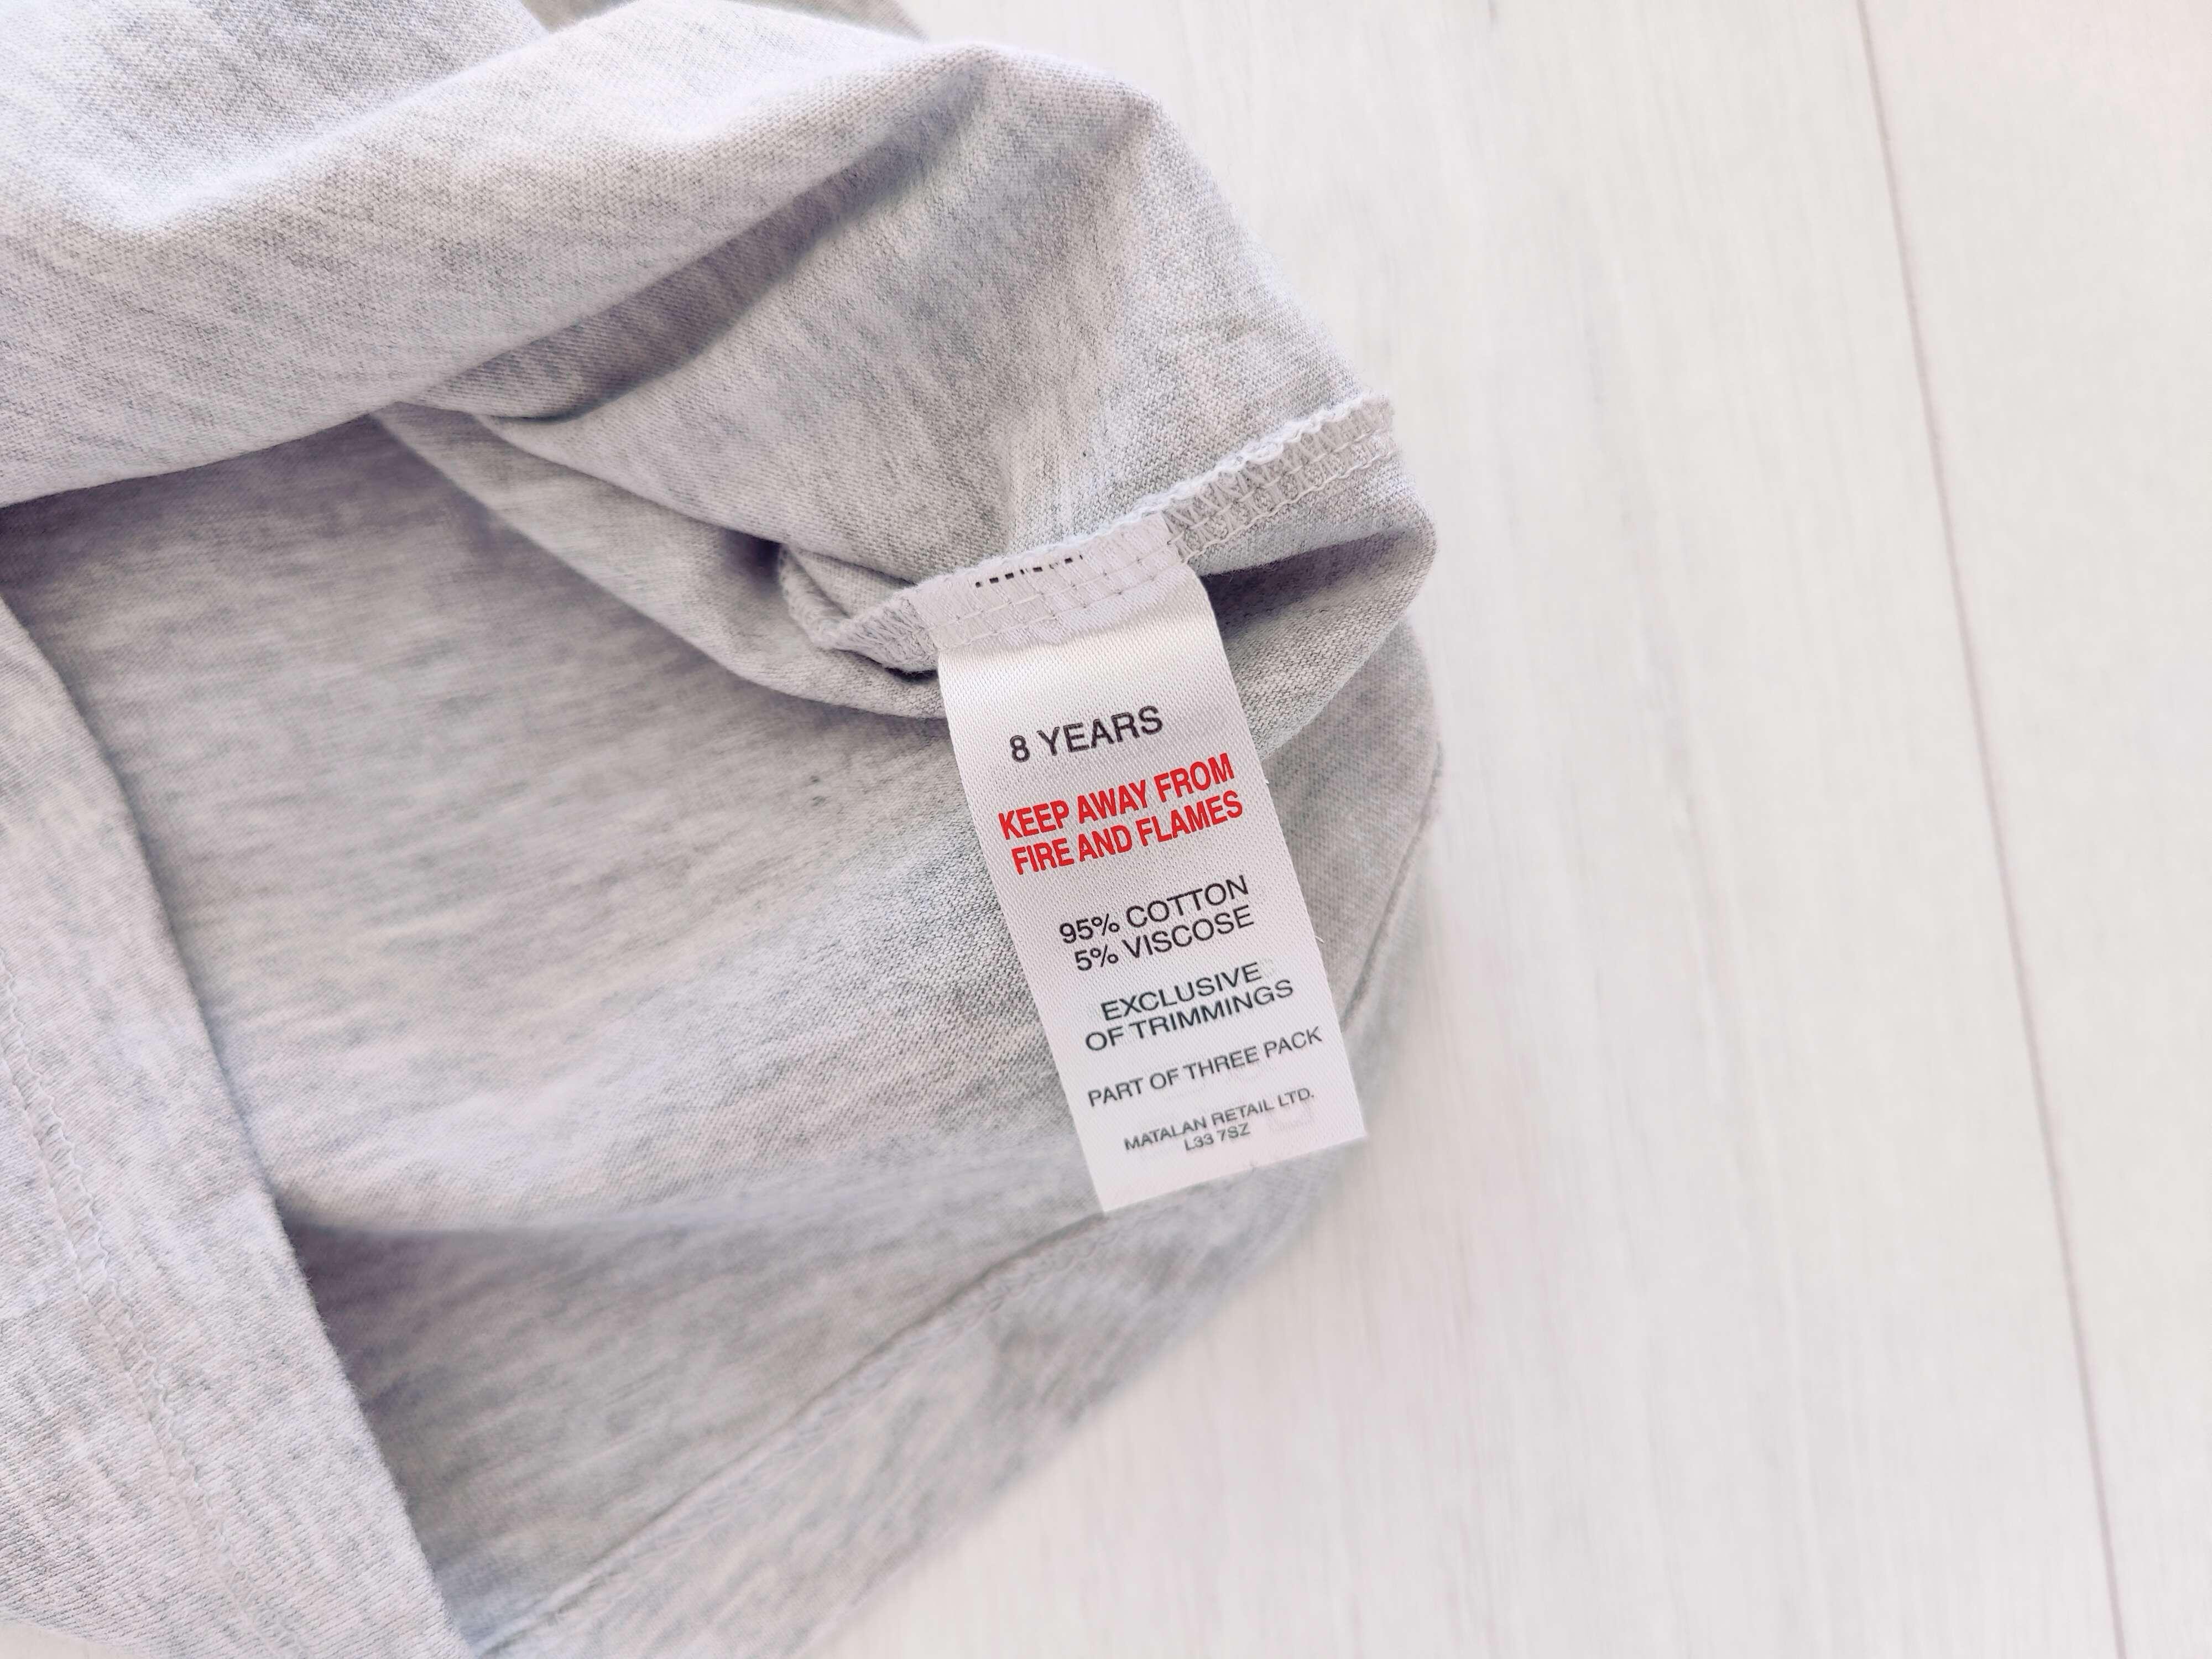 8 YEARS
KEEP AWAY FROM
FIRE AND FLAMES
95% COTTON
5% VISCOSE
EXCLUSIVE
OF TRIMMINGS
PART OF THREE PACK
MATALAN RETAIL LTD.
L33 7SZ